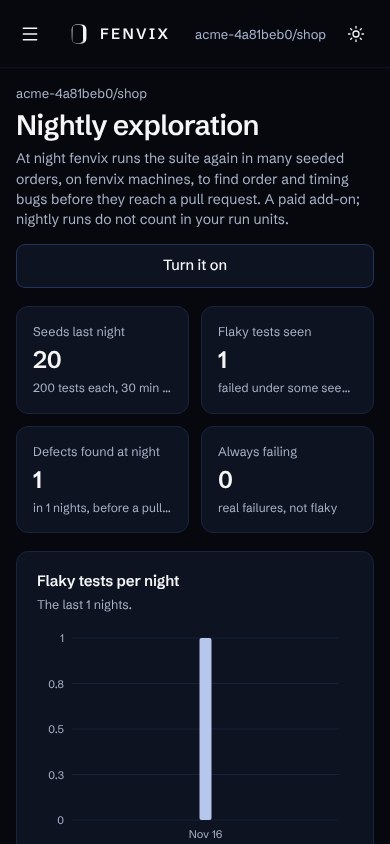 FENVIX
acme-4a81beb0/shop
acme-4a81beb0/shop
Nightly exploration
At night fenvix runs the suite again in many seeded
orders, on fenvix machines, to find order and timing
bugs before they reach a pull request. A paid add-on;
nightly runs do not count in your run units.
Turn it on
Seeds last night
20
200 tests each, 30 min ...
Flaky tests seen
1
failed under some see...
Defects found at night
1
in 1 nights, before a pull...
Always failing
0
real failures, not flaky
Flaky tests per night
The last 1 nights.
1
0.8
0.5
0.3
0
Nov 16